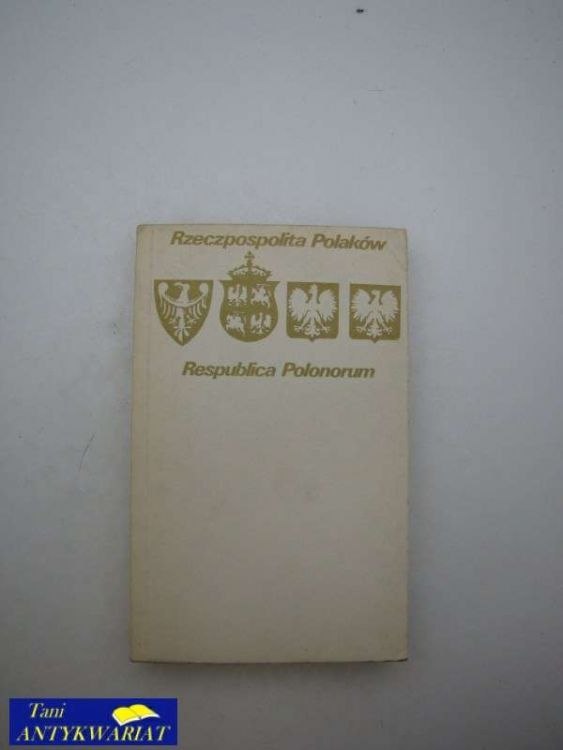 Rzeczpospolita Polaków
Respublica Polonorum
Tani
ANTYKWARIAT